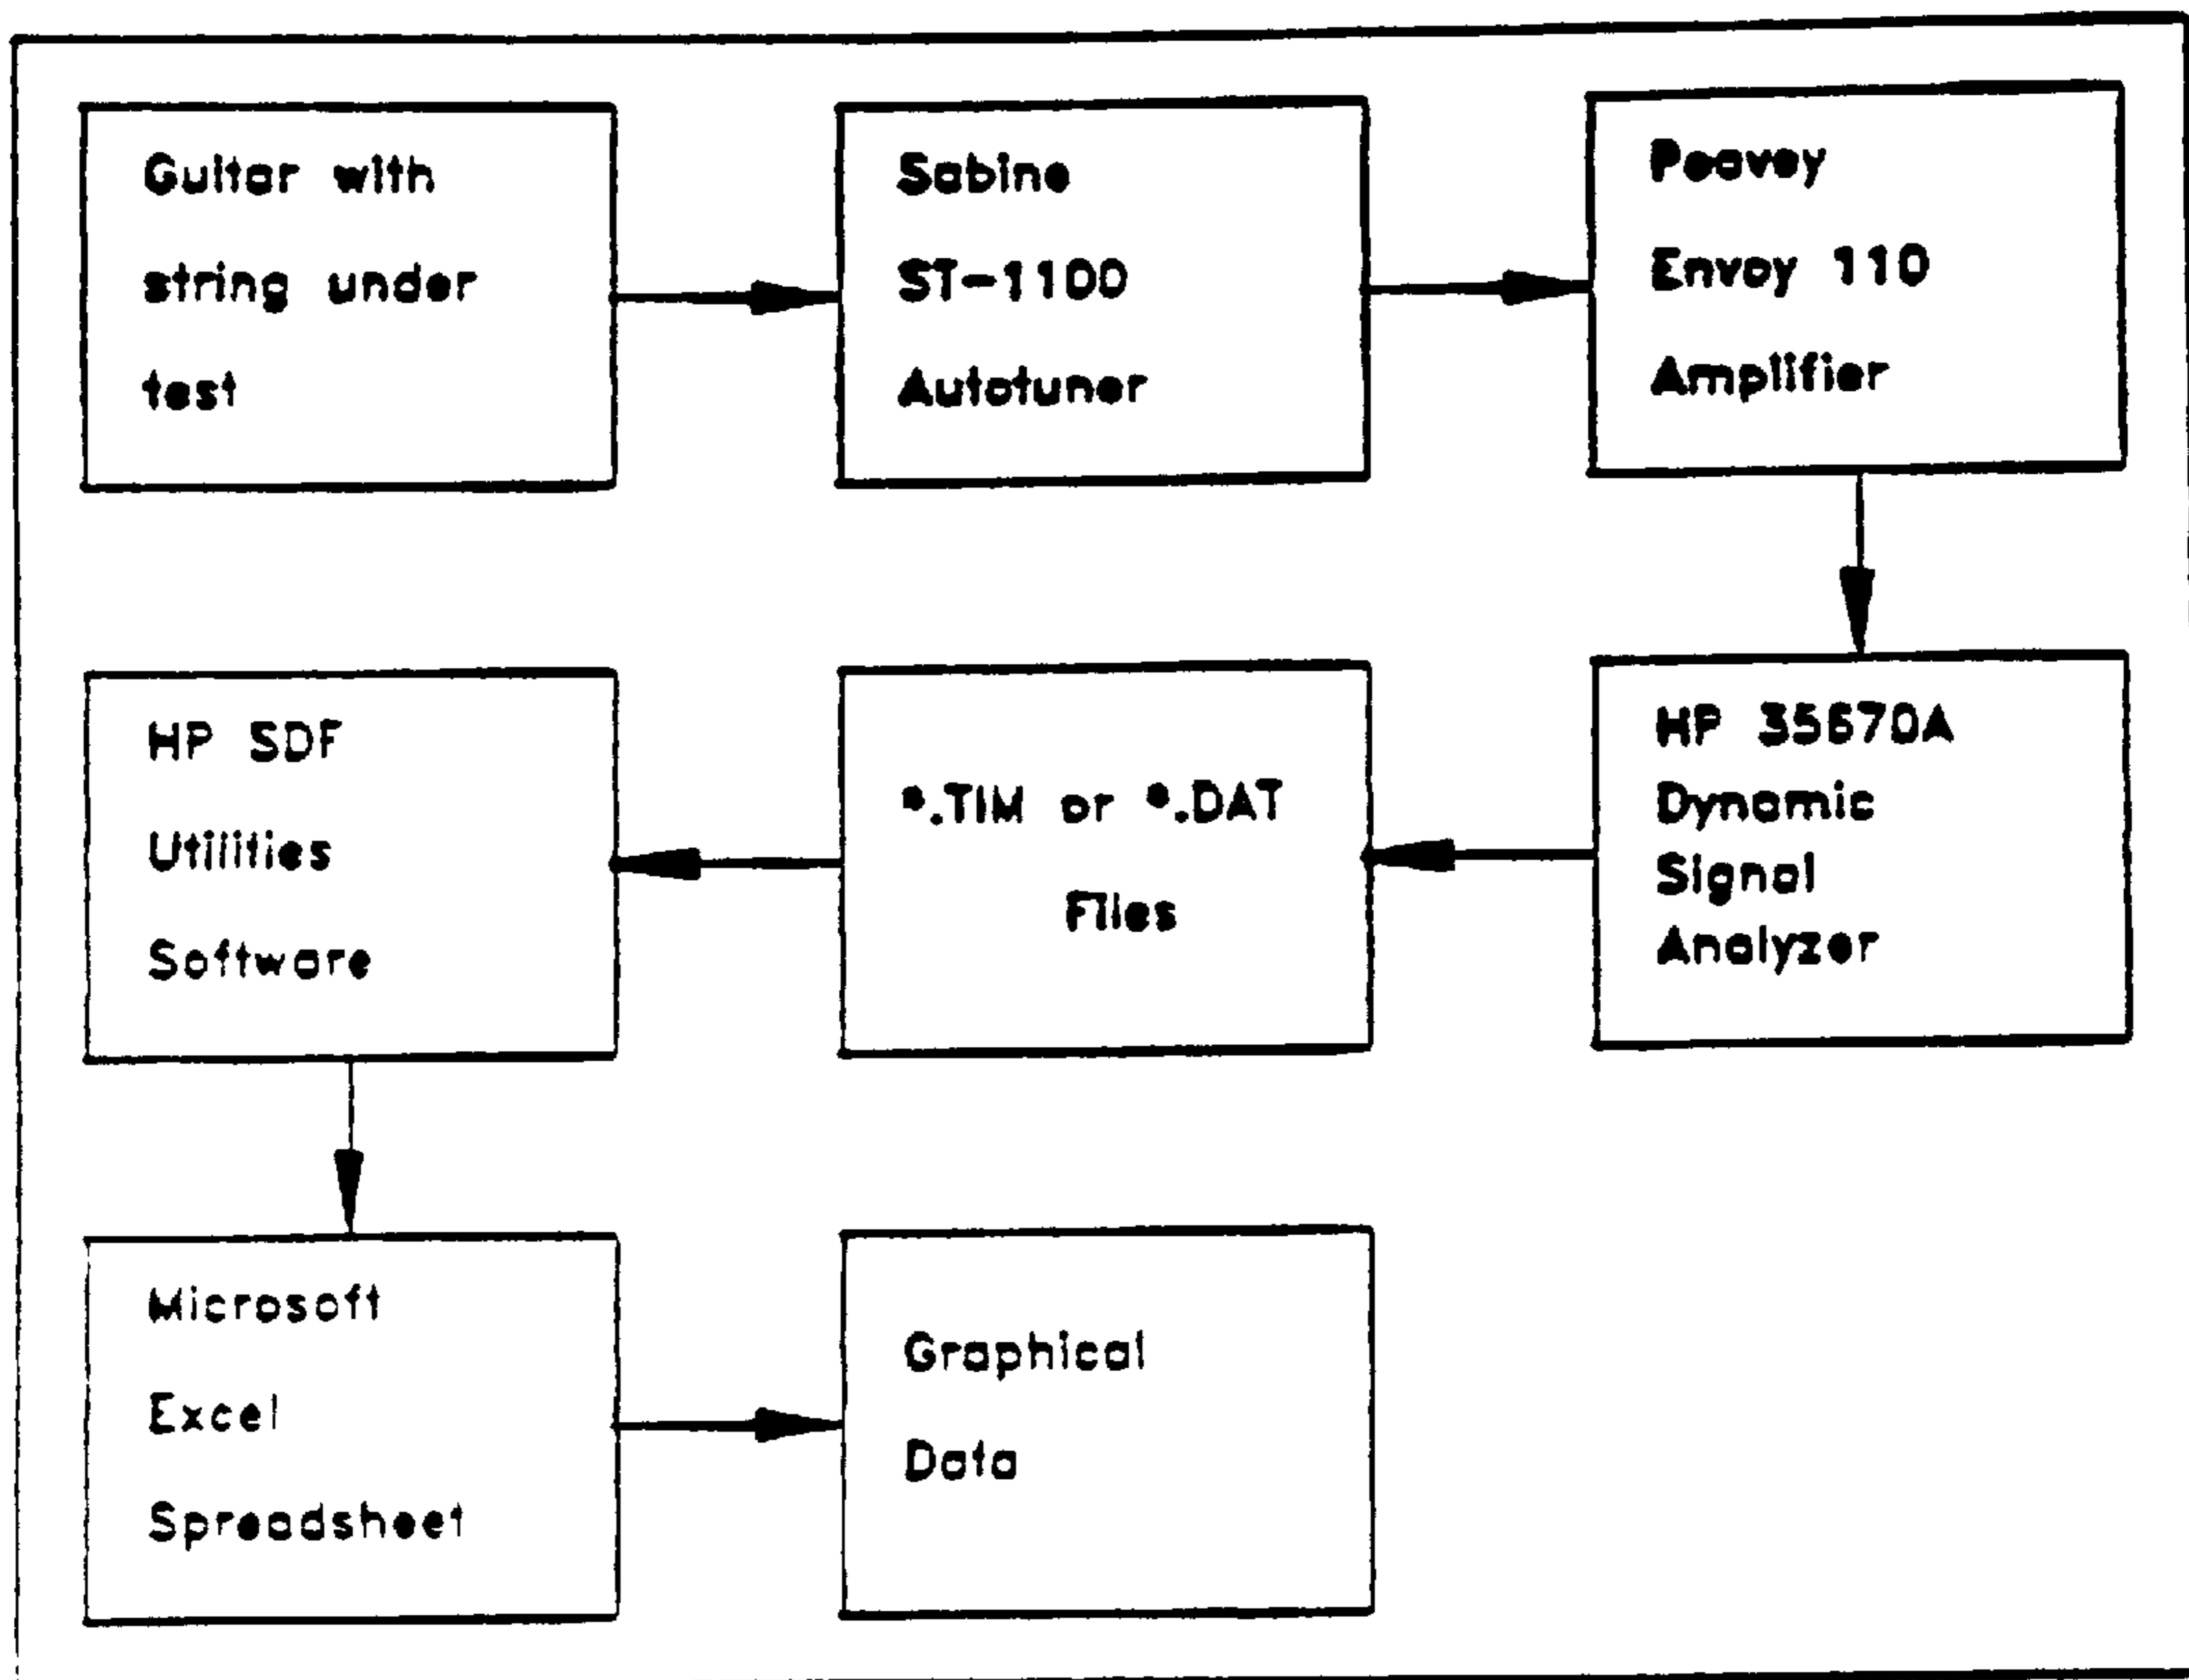 Guitar with
string under
test
Sabine
ST-1100
Autotuner
Peavey
Envoy 110
Amplifier
HP 35670A
Dynamic
Signal
Analyzer
*.TIM or *.DAT
Files
HP SDF
Utilities
Software
Microsoft
Excel
Spreadsheet
Graphical
Data